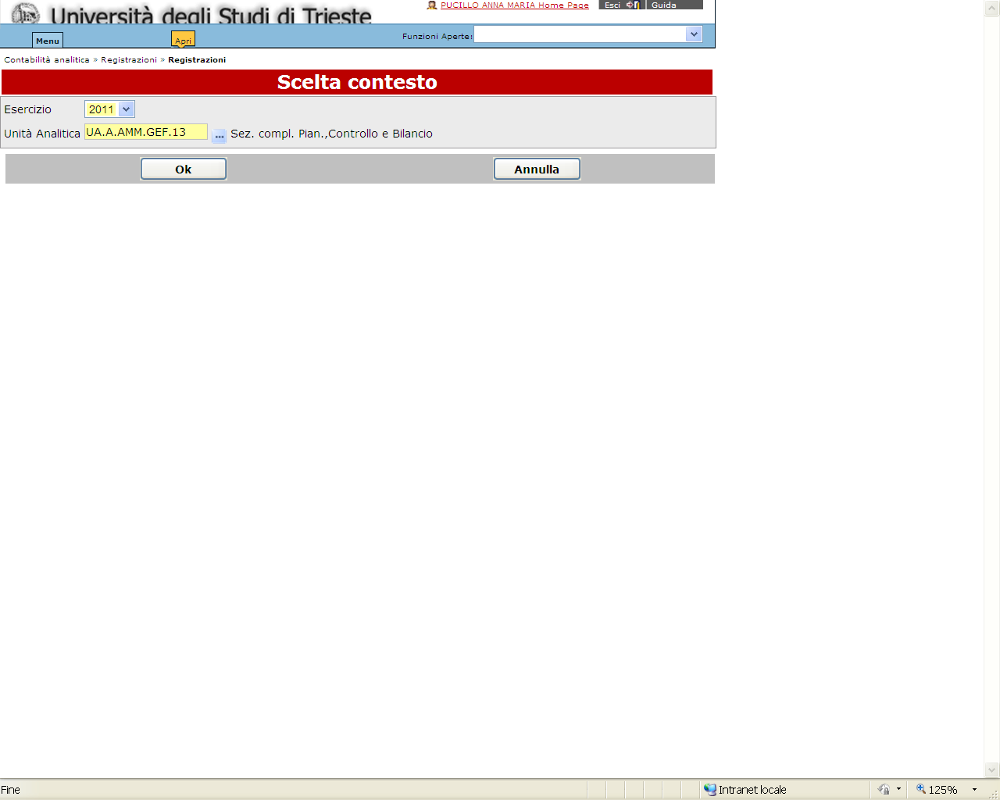 Università degli Studi di Trieste
PUCILLO ANNA MARIA Home Page Esci Guida
Menu Apri Funzioni Aperte:
Contabilità analitica » Registrazioni » Registrazioni
Scelta contesto
Esercizio 2011
Unità Analitica UA.A.AMM.GEF.13 ... Sez. compl. Pian.,Controllo e Bilancio
Ok Annulla
Fine Intranet locale 125%